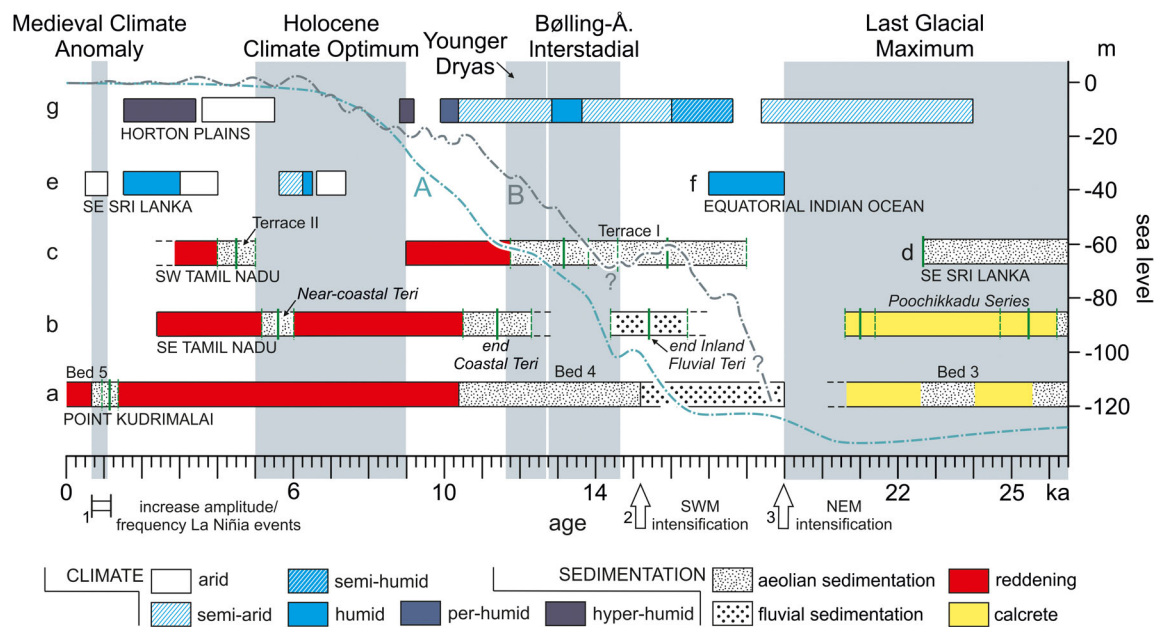 Medieval Climate
Anomaly
Holocene
Climate Optimum
Younger
Dryas
Bølling-Å.
Interstadial
Last Glacial
Maximum
m
0
g
HORTON PLAINS
-20
e
SE SRI LANKA
A
B
f
EQUATORIAL INDIAN OCEAN
-40
Terrace II
Terrace I
c
SW TAMIL NADU
?
d
SE SRI LANKA
-60
sea level
Near-coastal Teri
Poochikkadu Series
-80
b
SE TAMIL NADU
end
Coastal Teri
end Inland
Fluvial Teri
?
-100
Bed 5
Bed 4
Bed 3
a
POINT KUDRIMALAI
-120
0 6 10 14 22 25 ka
age
1
increase amplitude/
frequency La Niñia events
2
SWM
intensification
3
NEM
intensification
CLIMATE
arid
semi-humid
semi-arid
humid
per-humid
hyper-humid
SEDIMENTATION
aeolian sedimentation
reddening
fluvial sedimentation
calcrete